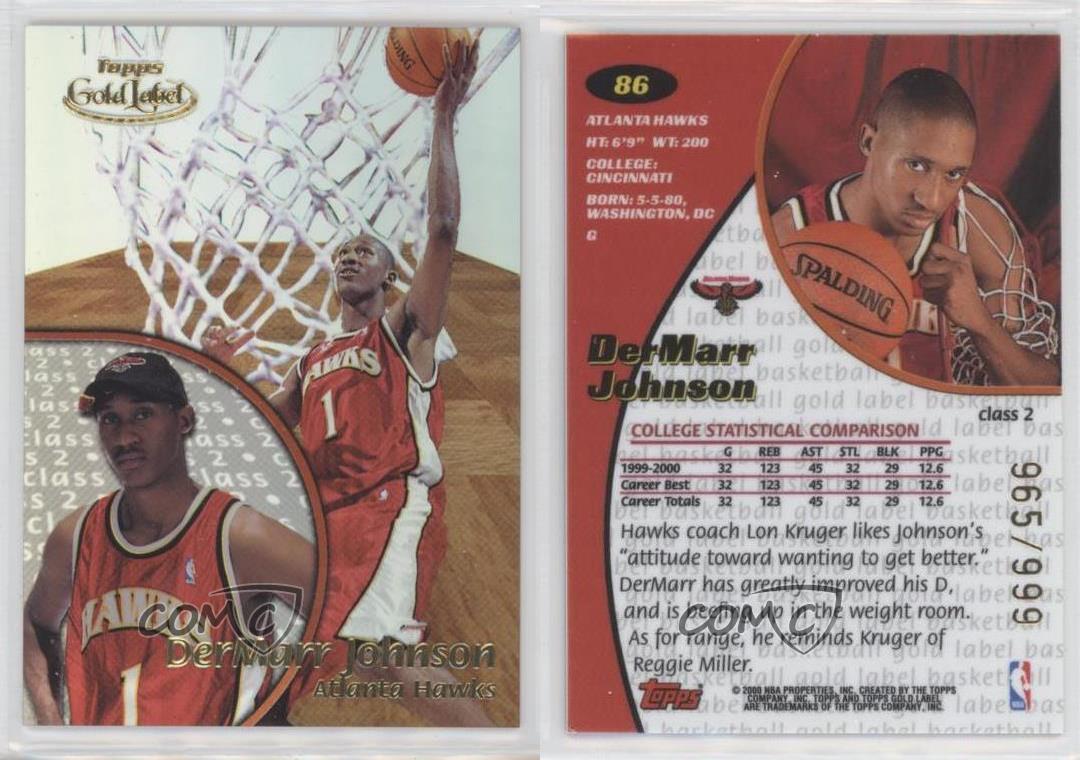 Topps
Gold Label
SPALDING
HAWKS
1
class 2
HAWKS
1
COMC
DerMarr Johnson
Atlanta Hawks
86
ATLANTA HAWKS
HT: 6'9" WT: 200
COLLEGE:
CINCINNATI
BORN: 5-5-80,
WASHINGTON, DC
G
SPALDING
DerMarr
Johnson
class 2
COLLEGE STATISTICAL COMPARISON
G REB AST STL BLK PPG
1999-2000 32 123 45 32 29 12.6
Career Best 32 123 45 32 29 12.6
Career Totals 32 123 45 32 29 12.6
965/999
Hawks coach Lon Kruger likes Johnson's
"attitude toward wanting to get better."
DerMarr has greatly improved his D,
and is beefing up in the weight room.
As for range, he reminds Kruger of
Reggie Miller.
COMC
Topps
© 2000 NBA PROPERTIES, INC. CREATED BY THE TOPPS
COMPANY, INC. TOPPS AND TOPPS GOLD LABEL
ARE TRADEMARKS OF THE TOPPS COMPANY, INC.